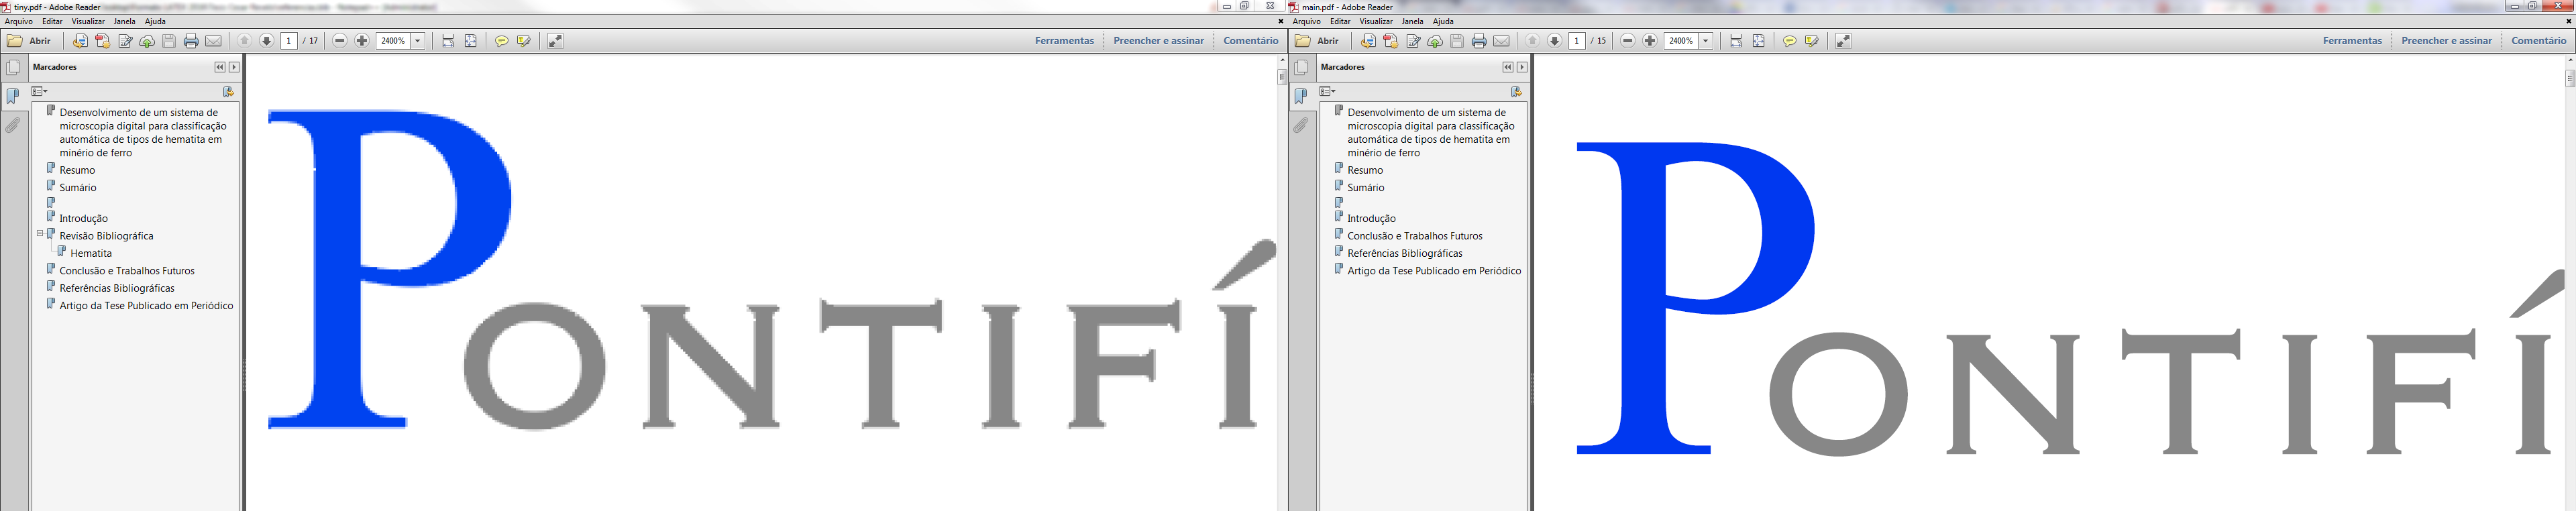 tiny.pdf - Adobe Reader
Arquivo Editar Visualizar Janela Ajuda
Abrir 1 / 17 2400% Ferramentas Preencher e assinar Comentário
Marcadores
Desenvolvimento de um sistema de
microscopia digital para classificação
automática de tipos de hematita em
minério de ferro
Resumo
Sumário
Introdução
Revisão Bibliográfica
Hematita
Conclusão e Trabalhos Futuros
Referências Bibliográficas
Artigo da Tese Publicado em Periódico
PONTIFÍ
main.pdf - Adobe Reader
Arquivo Editar Visualizar Janela Ajuda
Abrir 1 / 15 2400% Ferramentas Preencher e assinar Comentário
Marcadores
Desenvolvimento de um sistema de
microscopia digital para classificação
automática de tipos de hematita em
minério de ferro
Resumo
Sumário
Introdução
Conclusão e Trabalhos Futuros
Referências Bibliográficas
Artigo da Tese Publicado em Periódico
PONTIFÍ